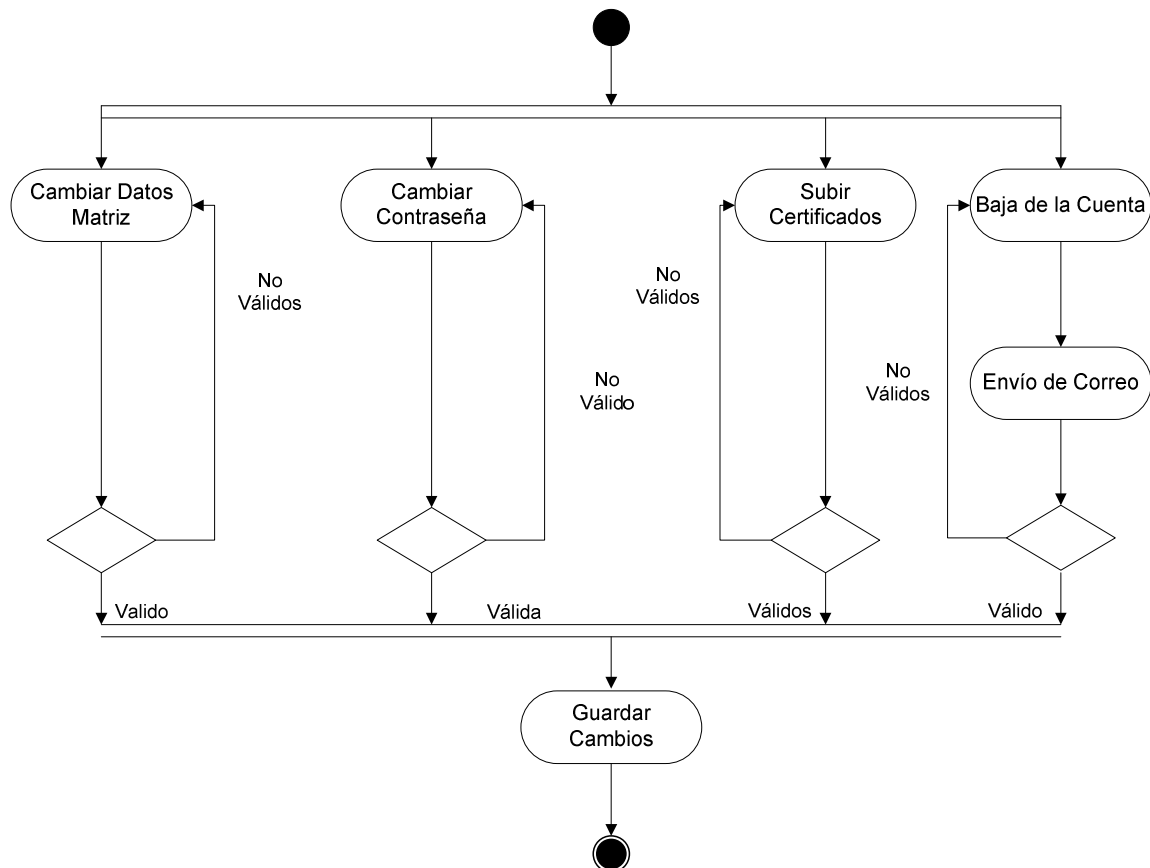 Cambiar Datos
Matriz
Cambiar
Contraseña
Subir
Certificados
Baja de la Cuenta
No
Válidos
No
Válido
No
Válidos
No
Válidos
Envío de Correo
Valido
Válida
Válidos
Válido
Guardar
Cambios